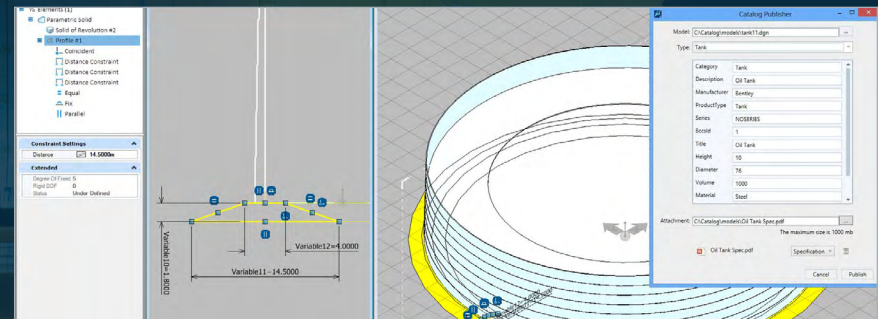 Elements (1)
Parametric Solid
Solid of Revolution #2
Profile #1
Coincident
Distance Constraint
Distance Constraint
Distance Constraint
Equal
Fix
Parallel
Constraint Settings
Distance 14.5000m
Extended
Degree Of Freed 5
Rigid DOF 0
Status Under Defined
Variable10=1.8000
Variable12=4.0000
Variable11=14.5000
Catalog Publisher
Model: C:\Catalog\models\tank11.dgn ...
Type: Tank
Category Tank
Description Oil Tank
Manufacturer Bentley
ProductType Tank
Series NOSERIES
Title Oil Tank
Height 10
Diameter 76
Volume 1000
Material Steel
Attachment: C:\Catalog\models\Oil Tank Spec.pdf ...
The maximum size is 1000 mb
Oil Tank Spec.pdf Specification
Cancel Publish